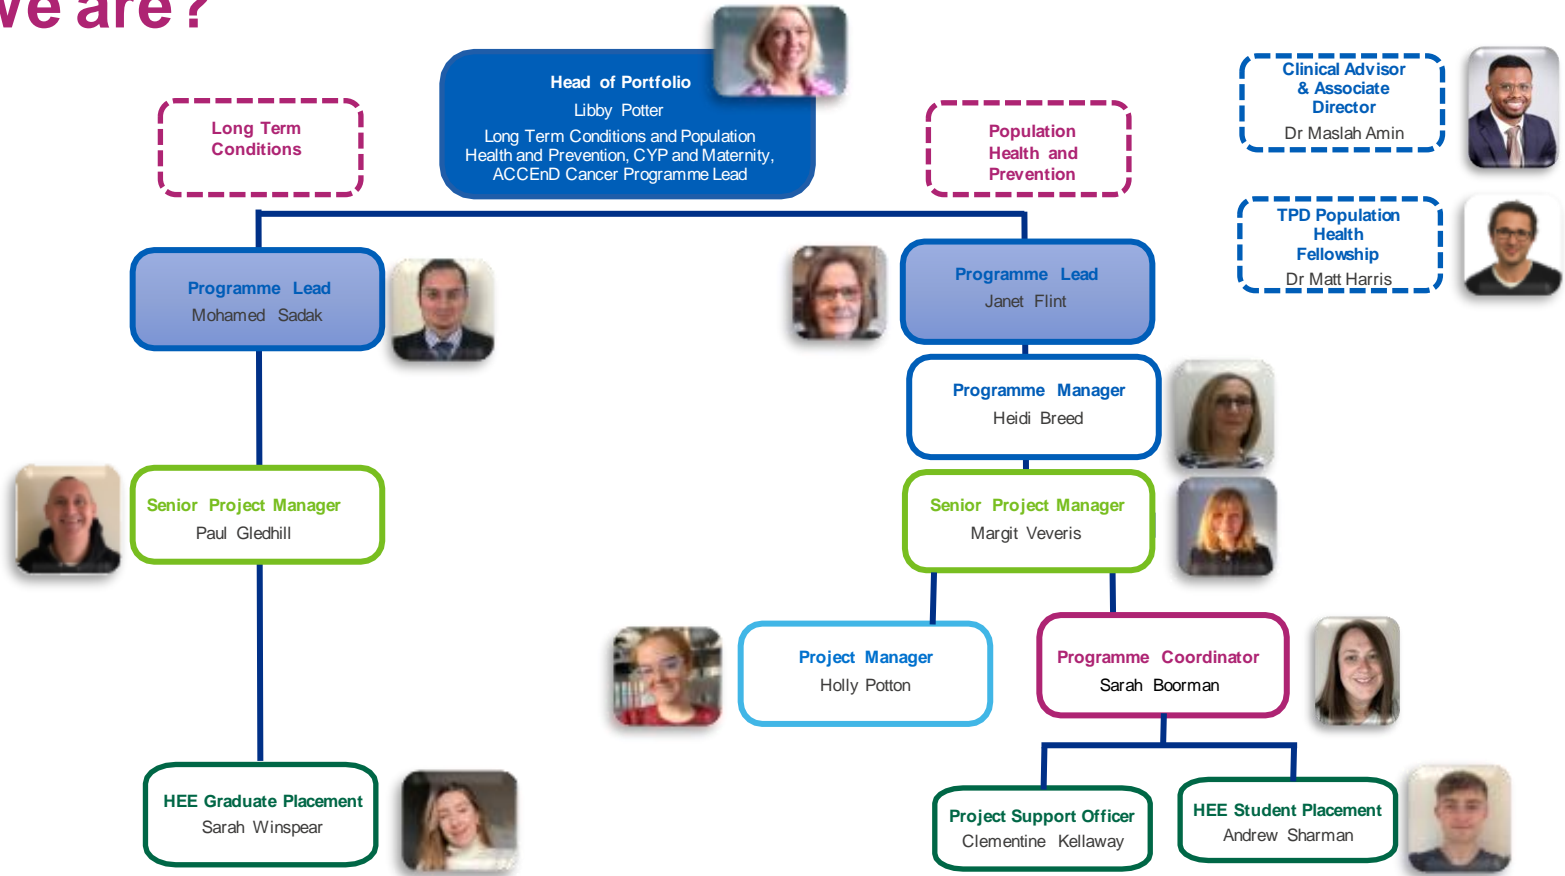 we are?
Head of Portfolio
Libby Potter
Long Term Conditions and Population
Health and Prevention, CYP and Maternity,
ACCEnD Cancer Programme Lead
Long Term
Conditions
Population
Health and
Prevention
Clinical Advisor
& Associate
Director
Dr Maslah Amin
TPD Population
Health
Fellowship
Dr Matt Harris
Programme Lead
Mohamed Sadak
Programme Lead
Janet Flint
Programme Manager
Heidi Breed
Senior Project Manager
Paul Gledhill
Senior Project Manager
Margit Veveris
Project Manager
Holly Potton
Programme Coordinator
Sarah Boorman
HEE Graduate Placement
Sarah Winspear
Project Support Officer
Clementine Kellaway
HEE Student Placement
Andrew Sharman